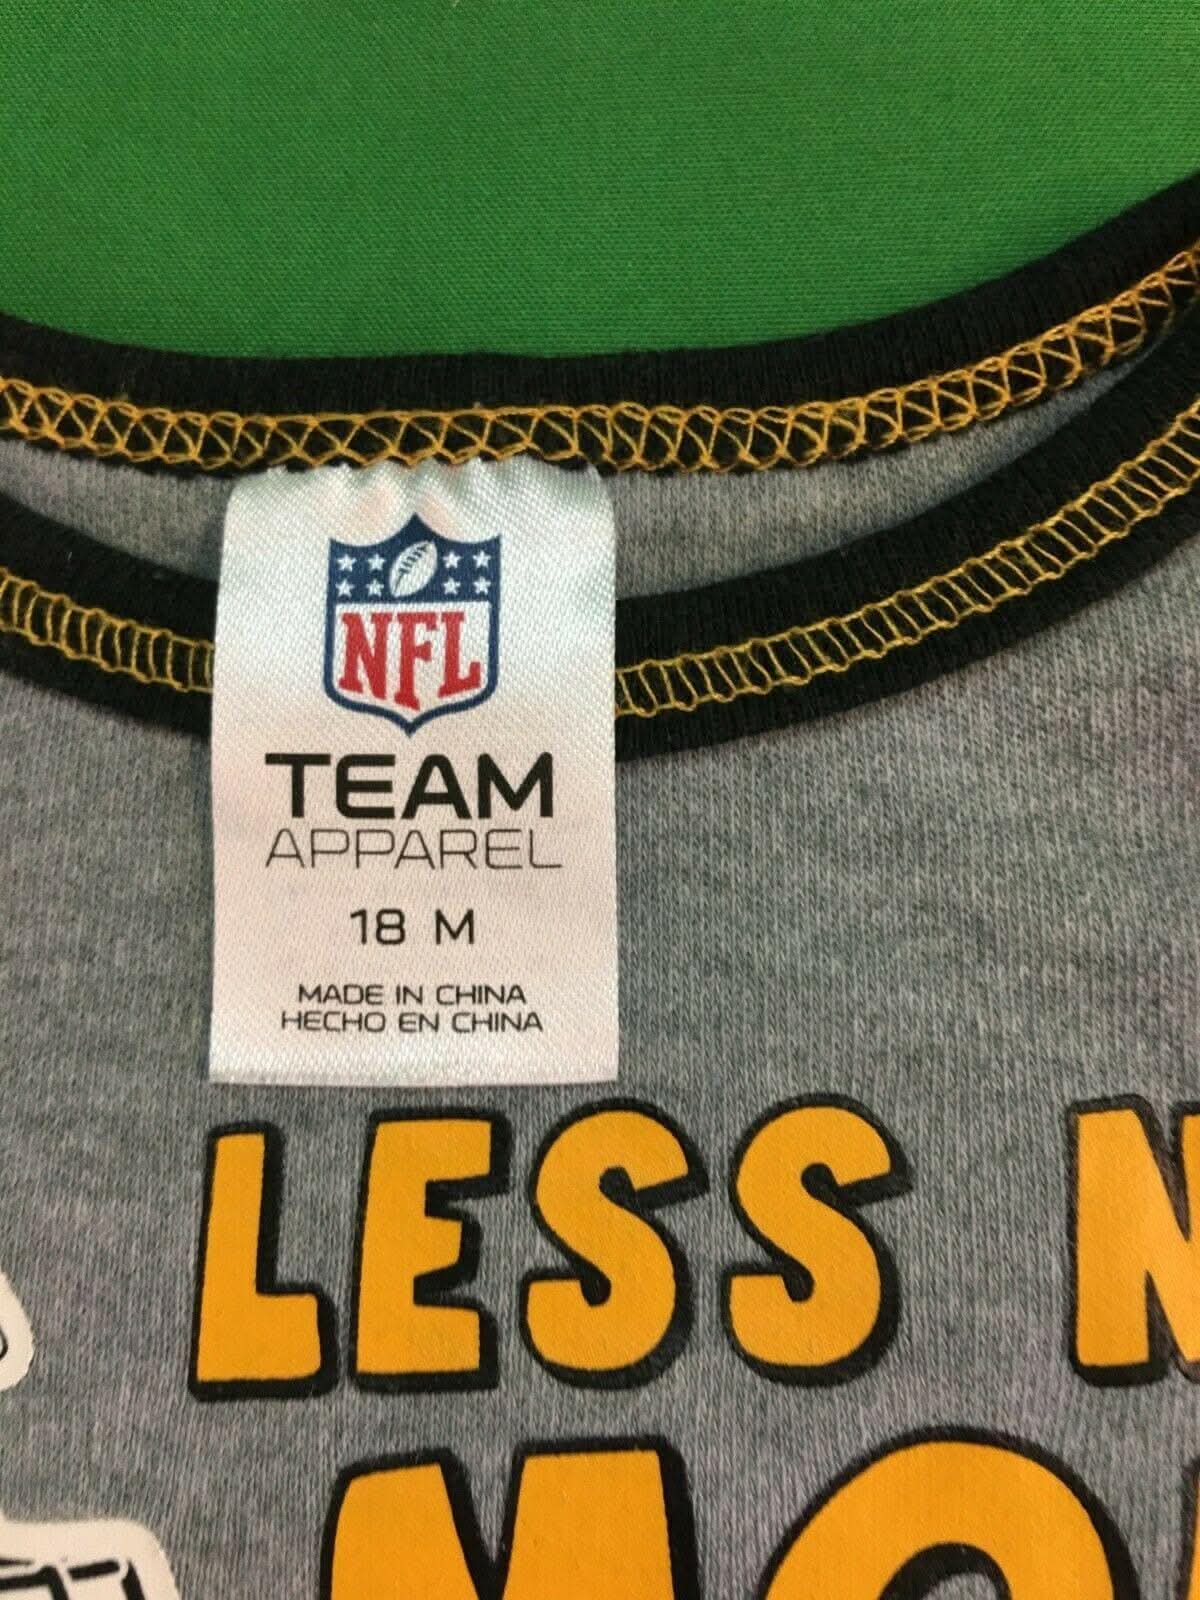 NFL
TEAM
APPAREL
18 M
MADE IN CHINA
HECHO EN CHINA
LESS